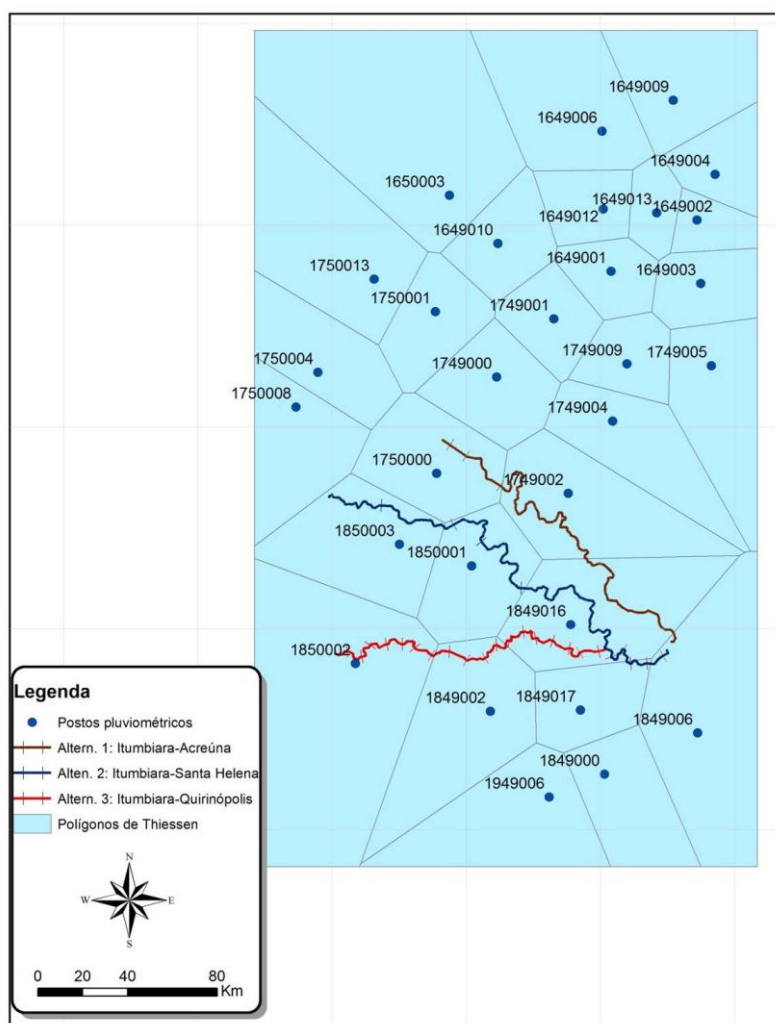 1649009
1649006
1649004
1650003
1649013
1649012
1649002
1649010
1649001
1649003
1750013
1750001
1749001
1749009
1749005
1750004
1749000
1750008
1749004
1750000
1749002
1850003
1850001
1849016
1850002
1849002
1849017
1849006
1849000
1949006
Legenda
Postos pluviométricos
Altern. 1: Itumbiara-Acreúna
Alten. 2: Itumbiara-Santa Helena
Altern. 3: Itumbiara-Quirinópolis
Polígonos de Thiessen
N
W E
S
0 20 40 80
Km